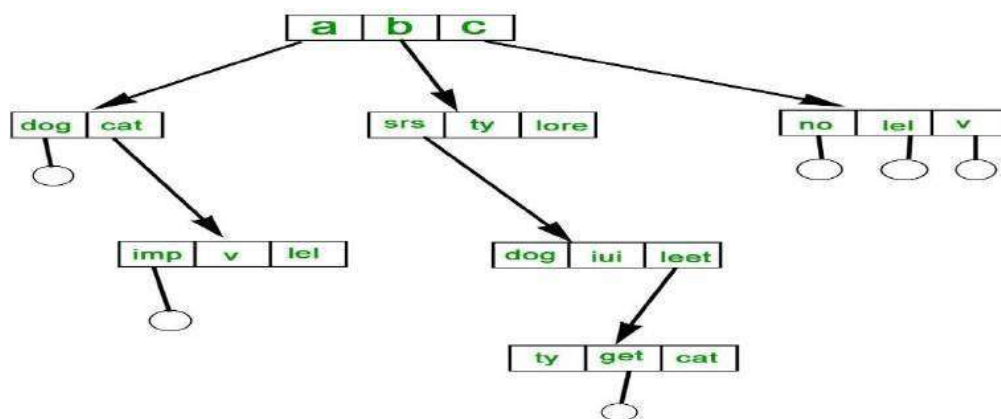 a b c
dog cat srs ty lore no lel v
imp v lel dog iui leet
ty get cat